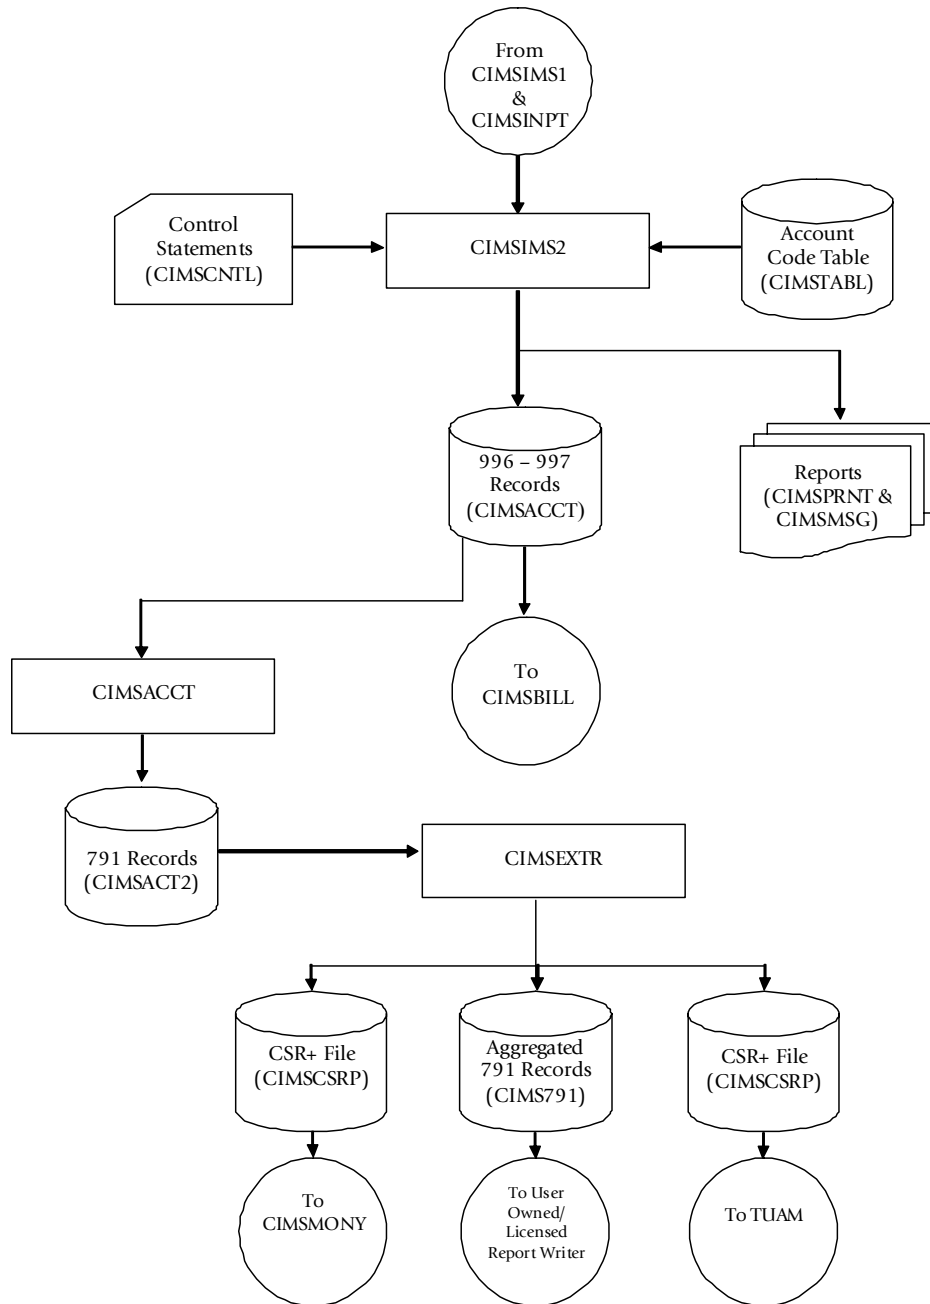 From
CIMSIMS1
&
CIMSINPT
Control
Statements
(CIMSCNTL)
CIMSIMS2
Account
Code Table
(CIMSTABL)
996 – 997
Records
(CIMSACCT)
Reports
(CIMSPRNT &
CIMSMSG)
CIMSACCT
To
CIMSBILL
791 Records
(CIMSACT2)
CIMSEXTR
CSR+ File
(CIMSCSRP)
Aggregated
791 Records
(CIMS791)
CSR+ File
(CIMSCSRP)
To
CIMSMONY
To User
Owned/
Licensed
Report Writer
To TUAM